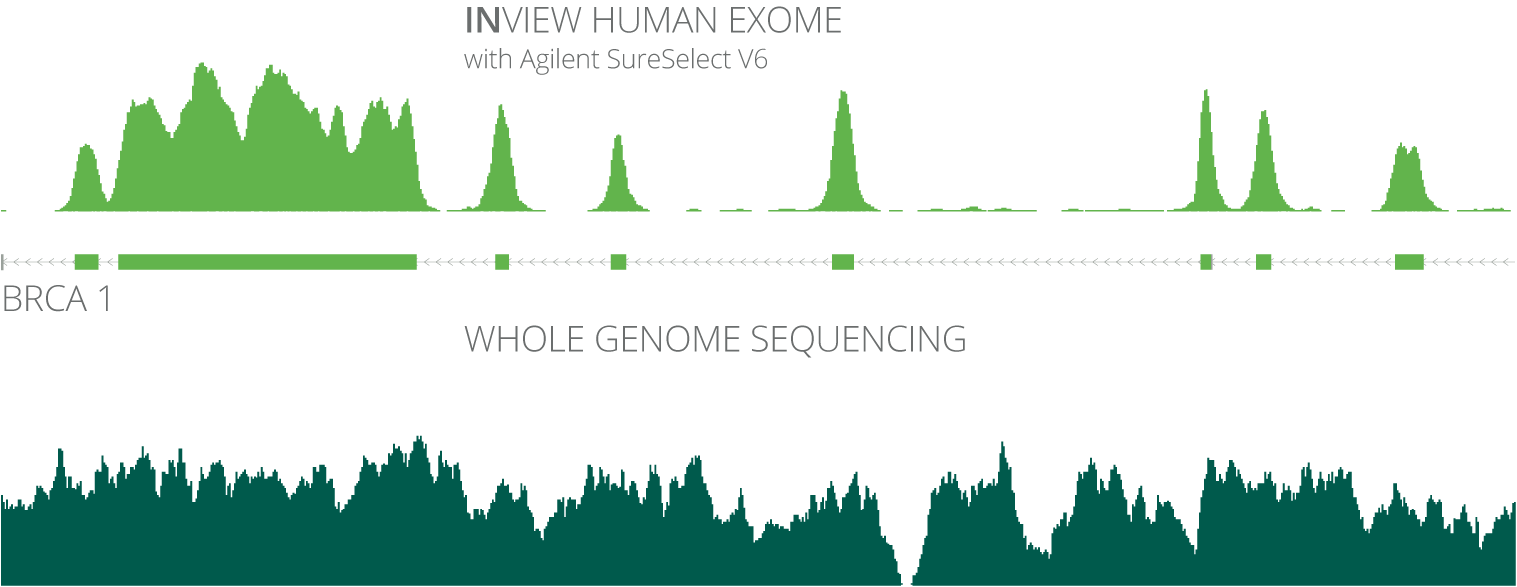 INVIEW HUMAN EXOME
with Agilent SureSelect V6
BRCA 1
WHOLE GENOME SEQUENCING